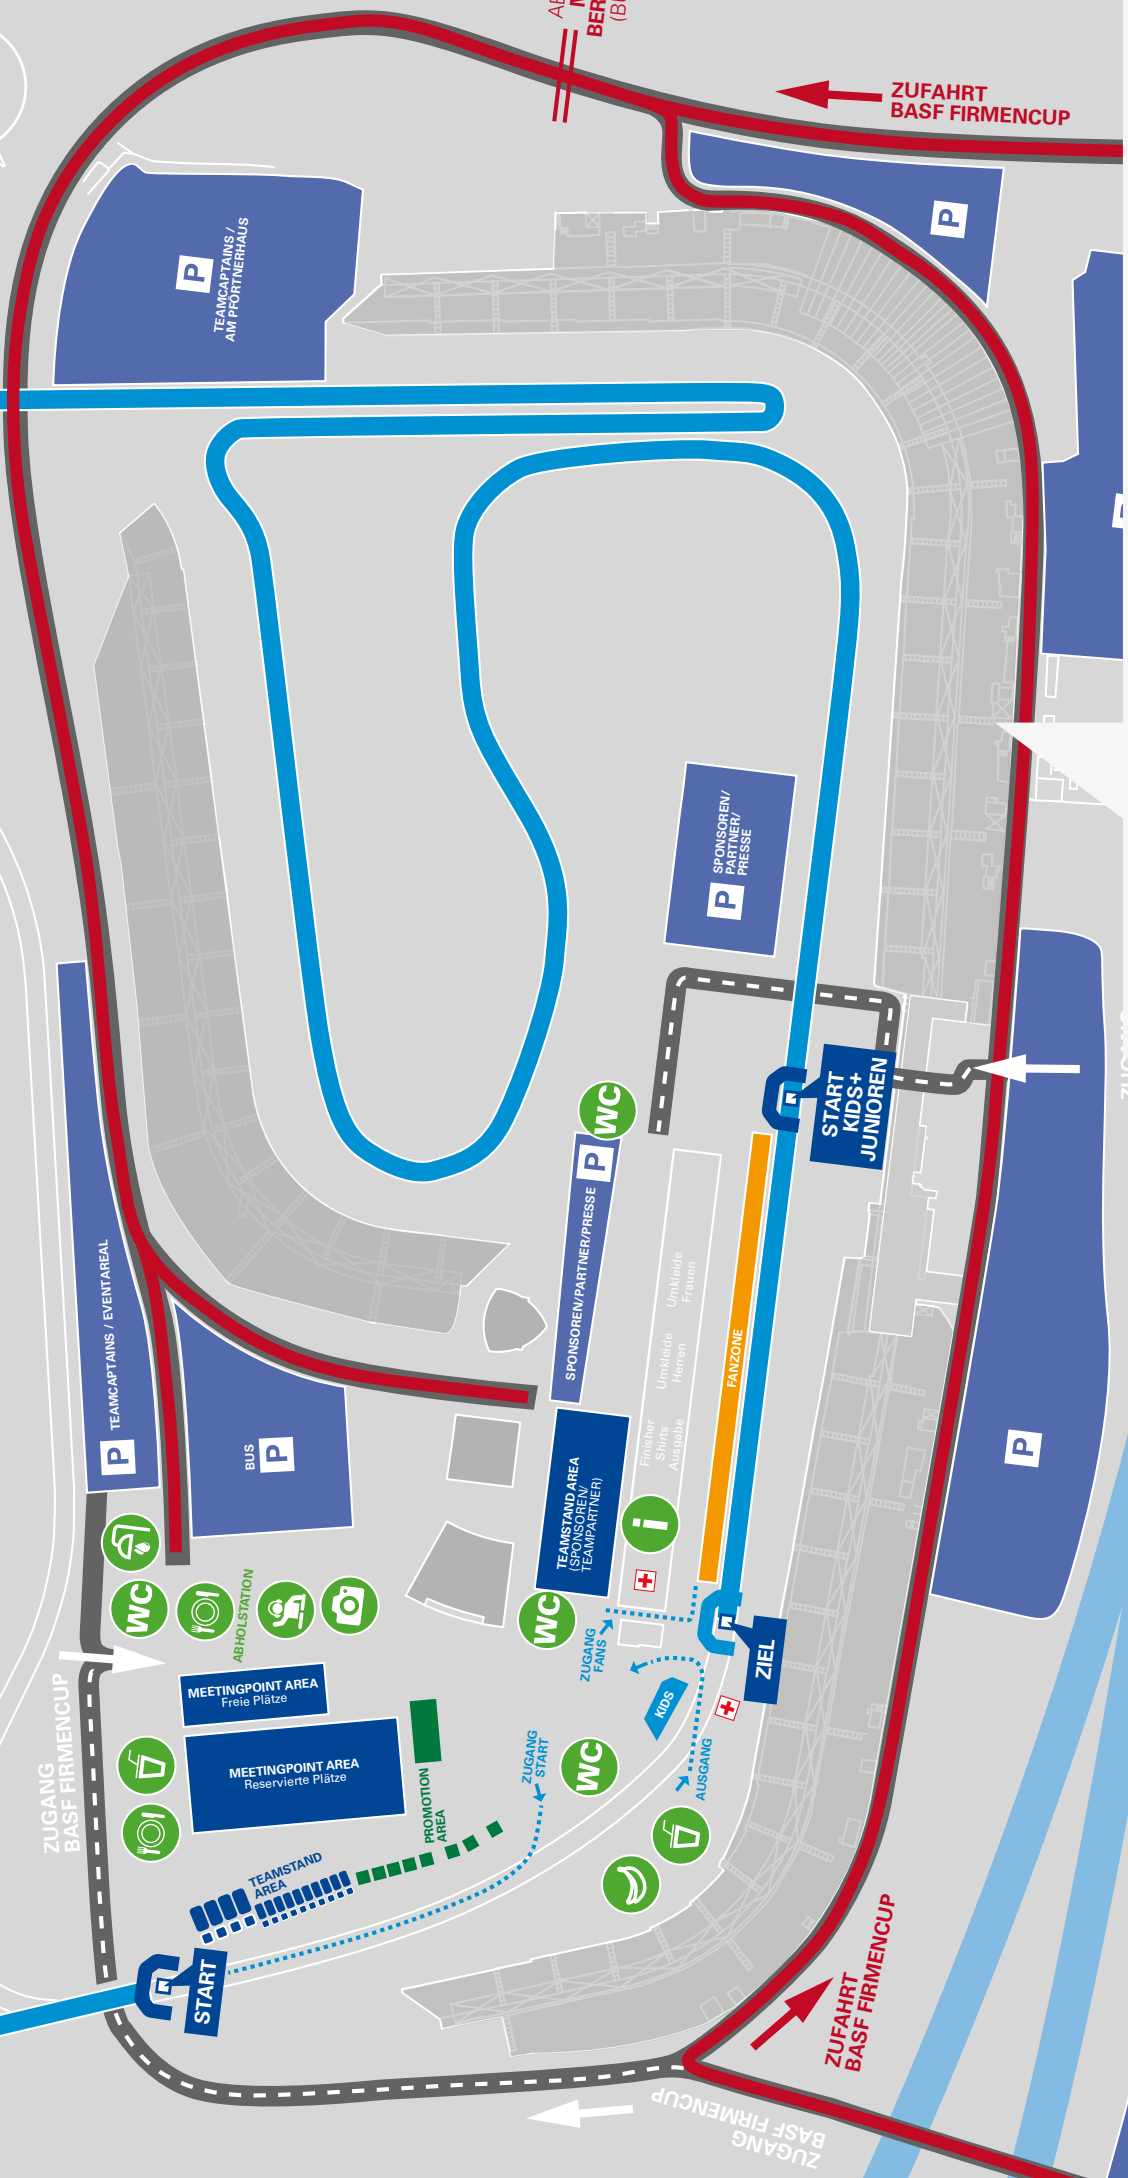 BER
(BU
ZUFAHRT
BASF FIRMENCUP
P
P
TEAMCAPTAINS /
AM PFÖRTNERHAUS
SPONSOREN/
PARTNER/
PRESSE
P
START
KIDS+
JUNIOREN
WC
P
SPONSOREN/PARTNER/PRESSE
Umkleide
Frauen
Umkleide
Herren
Finisher
Shirts
Ausgabe
FANZONE
TEAMCAPTAINS / EVENTAREAL
P
BUS
P
TEAMSTAND AREA
(SPONSOREN/
TEAMPARTNER)
i
P
WC
ABHOLSTATION
WC
ZUGANG
FANS
ZIEL
KIDS
AUSGANG
ZUGANG
BASF FIRMENCUP
MEETINGPOINT AREA
Freie Plätze
MEETINGPOINT AREA
Reservierte Plätze
PROMOTION
AREA
ZUGANG
START
WC
TEAMSTAND
AREA
START
ZUFAHRT
BASF FIRMENCUP
ZUGANG
BASF FIRMENCUP